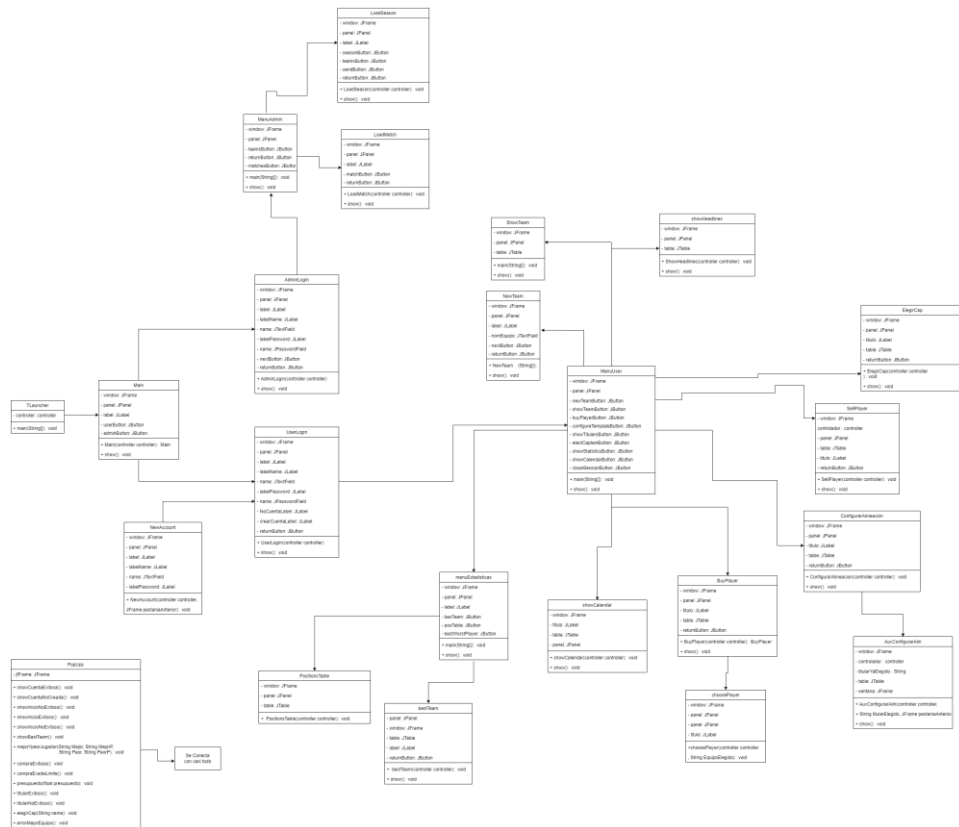 LoadSeason
- window: JFrame
- panel: JPanel
- label: JLabel
- seasonButton: JButton
- teamsButton: JButton
- sendButton: JButton
- returnButton: JButton
+ LoadSeason(controller controller): void
+ show(): void
MenuAdmin
- window: JFrame
- panel: JPanel
- teamsButton: JButton
- returnButton: JButton
- matchesButton: JButton
+ main(String[]): void
+ show(): void
LoadMatch
- window: JFrame
- panel: JPanel
- label: JLabel
- matchButton: JButton
- returnButton: JButton
+ LoadMatch(controller controller): void
+ show(): void
ShowTeam
- window: JFrame
- panel: JPanel
- table: JTable
+ main(String[]): void
+ show(): void
showHeadlines
- window: JFrame
- panel: JPanel
- table: JTable
+ ShowHeadlines(controller controller): void
+ show(): void
AdminLogin
- window: JFrame
- panel: JPanel
- label: JLabel
- labelName: JLabel
- name: JTextField
- labelPassword: JLabel
- name: JPasswordField
- nextButton: JButton
- returnButton: JButton
+ AdminLogin(controller controller)
+ show(): void
NewTeam
- window: JFrame
- panel: JPanel
- label: JLabel
- nomEquipo: JTextField
- nextButton: JButton
- returnButton: JButton
+ NewTeam (String[])
+ show(): void
ElegirCap
- window: JFrame
- panel: JPanel
- titulo: JLabel
- table: JTable
- returnButton: JButton
+ ElegirCap(controller controller
): void
+ show(): void
Main
- window: JFrame
- panel: JPanel
- label: JLabel
- userButton: JButton
- adminButton: JButton
+ Main(controller controller): Main
+ show(): void
TLauncher
- controller: controller
+ main(String[]): void
MenuUser
- window: JFrame
- panel: JPanel
- newTeamButton: JButton
- showTeamButton: JButton
- buyPlayerButton: JButton
- configureTemplateButton: JButton
- showTitularsButton: JButton
- electCaptainButton: JButton
- showStatisticsButton: JButton
- showCalendarButton: JButton
- closeSessionButton: JButton
+ main(String[]): void
+ show(): void
SellPlayer
- window: JFrame
controlador : controller
- panel: JPanel
- table: JTable
- titulo: JLabel
- returnButton: JButton
+ SellPlayer(controller controller): void
+ show(): void
UserLogin
- window: JFrame
- panel: JPanel
- label: JLabel
- labelName: JLabel
- name: JTextField
- labelPassword: JLabel
- name: JPasswordField
- NoCuentaLabel: JLabel
- crearCuentaLabel: JLabel
- returnButton: JButton
+ UserLogin(controller controller)
+ show(): void
NewAccount
- window: JFrame
- panel: JPanel
- label: JLabel
- labelName: JLabel
- name: JTextField
- labelPassword: JLabel
+ NewAccount(controller controller,
JFrame pestaniaAnterior): void
ConfigurarAlineacion
- window: JFrame
- panel: JPanel
- titulo: JLabel
- table: JTable
- returnButton: JButton
+ ConfigurarAlineacion(controller controller): void
+ show(): void
menuEstadisticas
- window: JFrame
- panel: JPanel
- label: JLabel
- besTeam: JButton
- posTable: JButton
- bestWorstPlayer: JButton
+ main(String[]): void
+ show(): void
showCalendar
- window: JFrame
- titulo: JLabel
- table: JTable
- panel: JPanel
+ showCalendar(controller controller): void
+ show(): void
BuyPlayer
- window: JFrame
- panel: JPanel
- titulo: JLabel
- table: JTable
- returnButton: JButton
+ BuyPlayer(controller controller): BuyPlayer
+ show(): void
AuxConfigurarAlin
- window: JFrame
- controlador : controller
- titularYaElegido : String
- table: JTable
- ventana: JFrame
+ AuxConfigurarAlin(controller controller,
+ String titularElegido, JFrame pestaniaAnterior
+ show(): void
PositionsTable
- window: JFrame
- panel: JPanel
- table: JTable
+ PositionsTable(controller controller): void
bestTeam
- panel: JPanel
- window: JFrame
- table: JTable
- label: JLabel
- returnButton: JButton
+ bestTeam(controller controller): void
+ show(): void
choosePlayer
- window: JFrame
- panel: JPanel
- panel: JPanel
- titulo: JLabel
+choosePlayer(controller controller
, String EquipoElegido): void
PopUps
- jFrame: JFrame
+ showCuentaExitosa(): void
+ showCuentaNoCreada(): void
+ showInicioNoExitoso(): void
+ showInicioExitoso(): void
+ showInicioNoExitoso(): void
+ showBestTeam(): void
+ mejorYpeorJugador(String Mejor, String MejorP,
String Peor, String PeorP): void
+ compraExitosa(): void
+ compraExedeLimite(): void
+ presupuesto(float presupuesto): void
+ titularExitoso(): void
+ titularNoExitoso(): void
+ elegirCap(String name): void
+ errorMejorEquipo(): void
Se Conecta
con casi toda